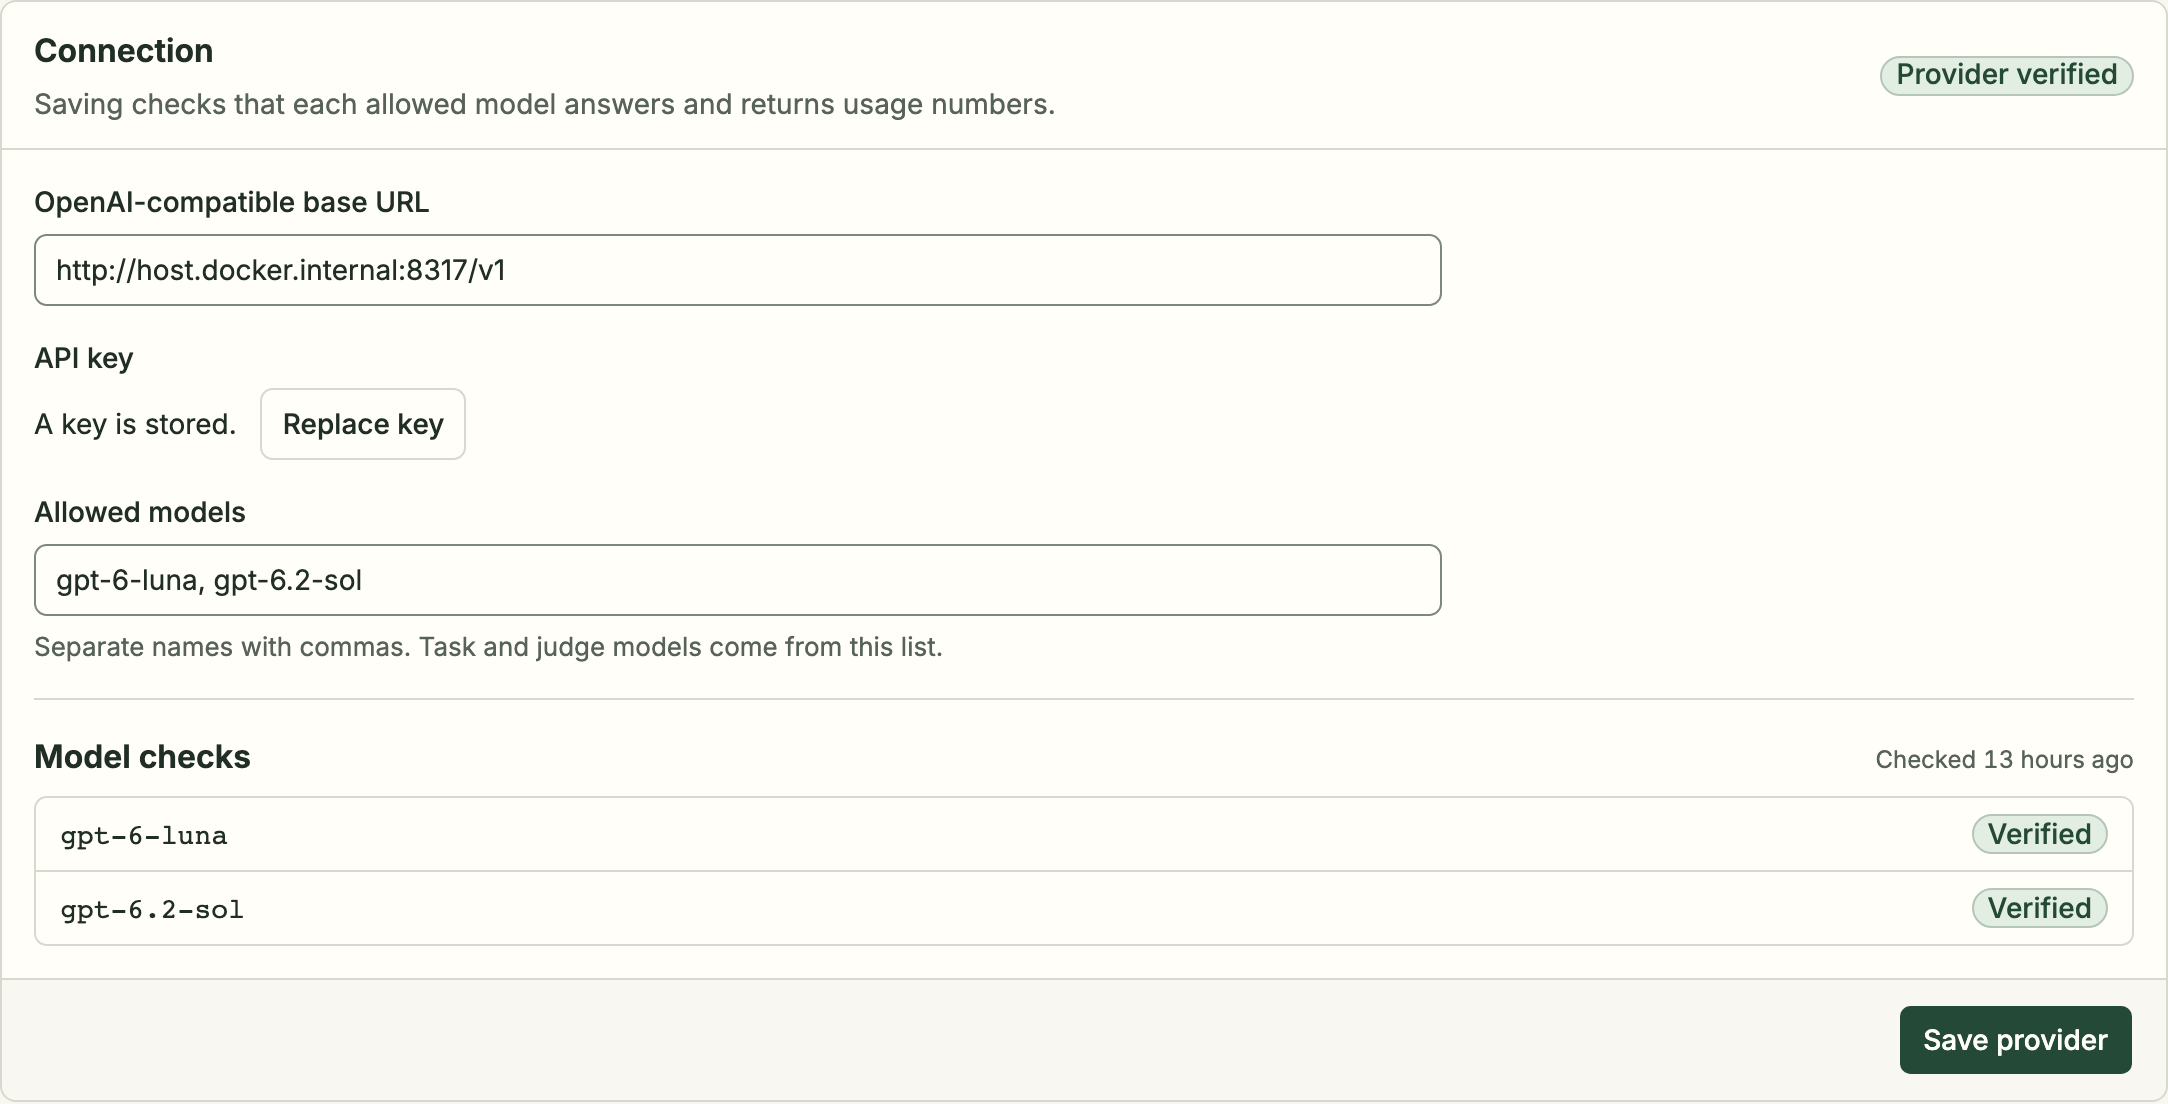 Connection
Provider verified
Saving checks that each allowed model answers and returns usage numbers.
OpenAI-compatible base URL
http://host.docker.internal:8317/v1
API key
A key is stored.
Replace key
Allowed models
gpt-6-luna, gpt-6.2-sol
Separate names with commas. Task and judge models come from this list.
Model checks
Checked 13 hours ago
gpt-6-luna
Verified
gpt-6.2-sol
Verified
Save provider